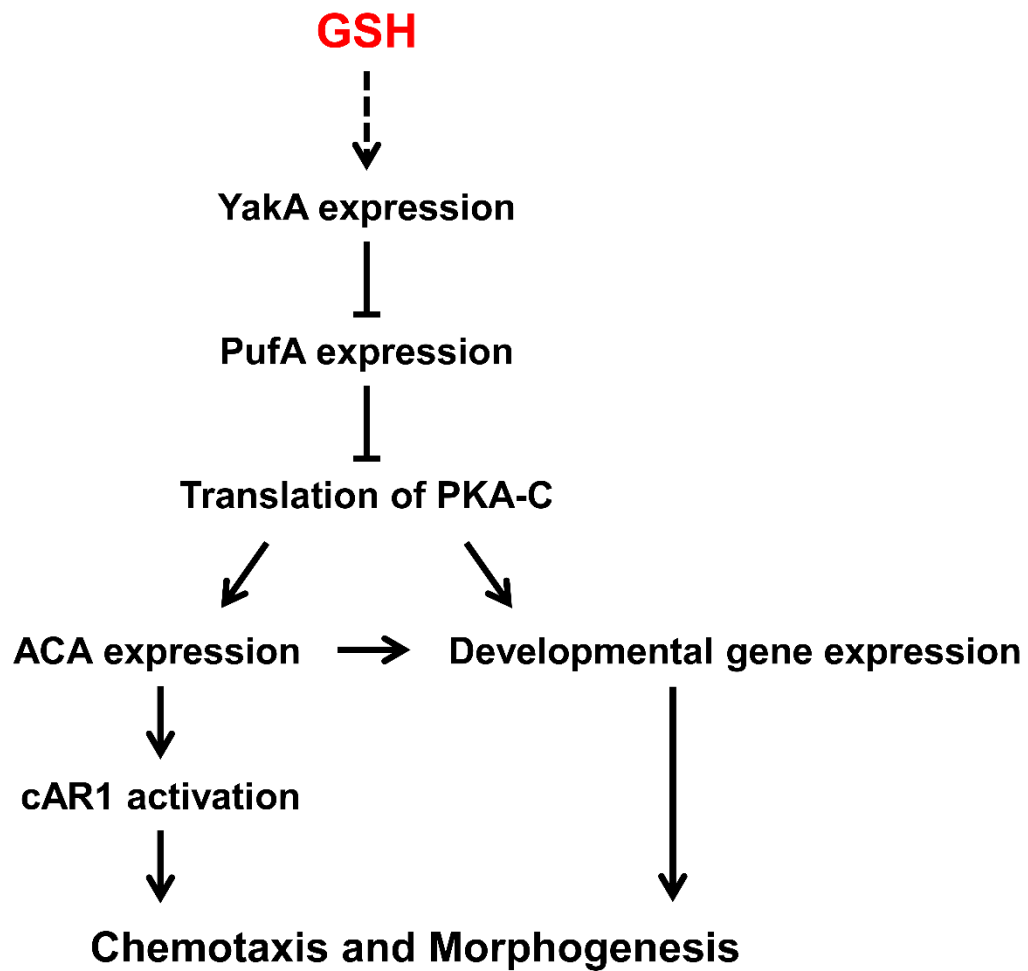 GSH
YakA expression
PufA expression
Translation of PKA-C
ACA expression
Developmental gene expression
cAR1 activation
Chemotaxis and Morphogenesis